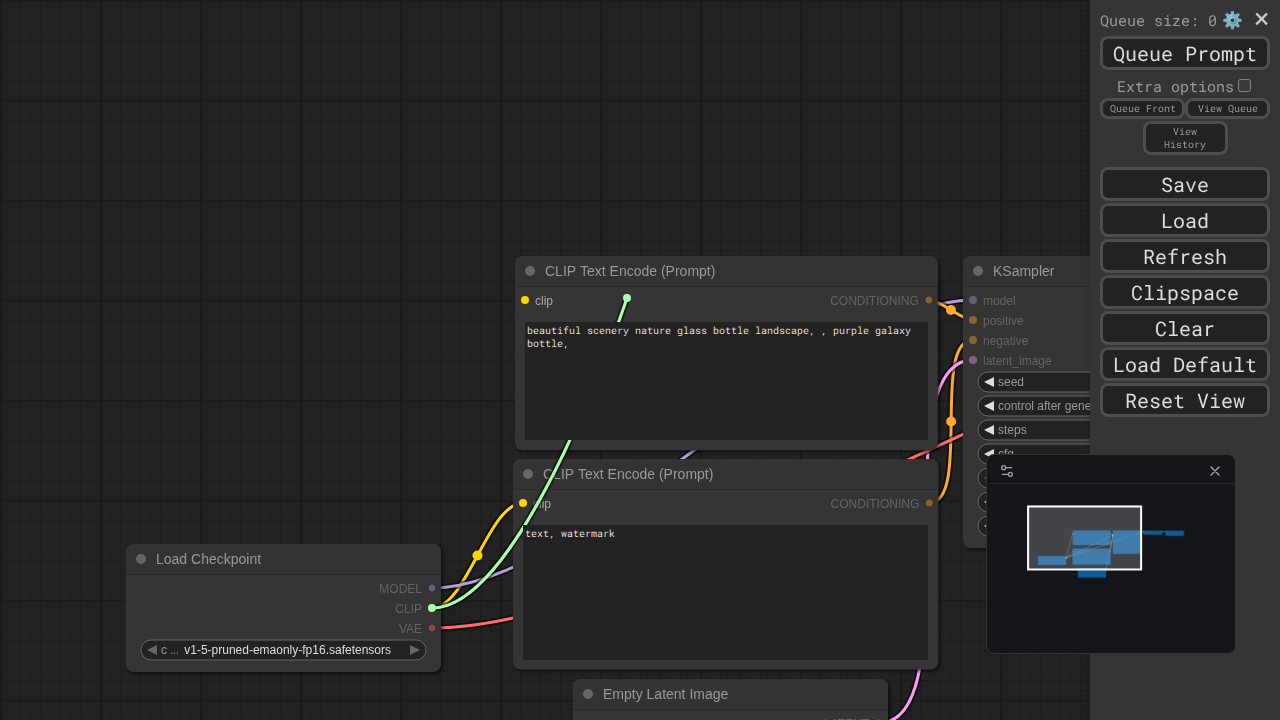 Queue size: 0
Queue Prompt
Extra options
Queue Front
View Queue
View
History
Save
Load
Refresh
Clipspace
Clear
Load Default
Reset View
CLIP Text Encode (Prompt)
clip
CONDITIONING
beautiful scenery nature glass bottle landscape, , purple galaxy
bottle,
KSampler
model
positive
negative
latent_image
seed
control after gene
steps
cfg
CLIP Text Encode (Prompt)
clip
CONDITIONING
text, watermark
Load Checkpoint
MODEL
CLIP
VAE
c ... v1-5-pruned-emaonly-fp16.safetensors
Empty Latent Image